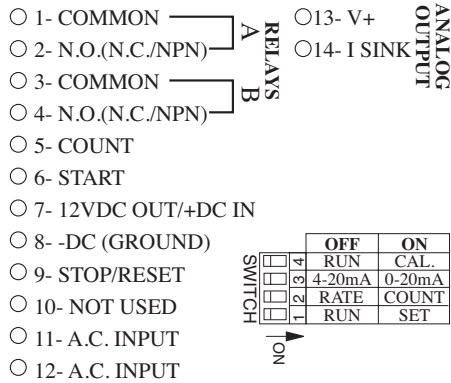 1- COMMON
2- N.O.(N.C./NPN)
A
3- COMMON
4- N.O.(N.C./NPN)
B
RELAYS
5- COUNT
6- START
7- 12VDC OUT/+DC IN
8- -DC (GROUND)
9- STOP/RESET
10- NOT USED
11- A.C. INPUT
12- A.C. INPUT
13- V+
14- I SINK
ANALOG
OUTPUT
OFF ON
4 RUN CAL.
3 4-20mA 0-20mA
2 RATE COUNT
1 RUN SET
SWITCH
ON